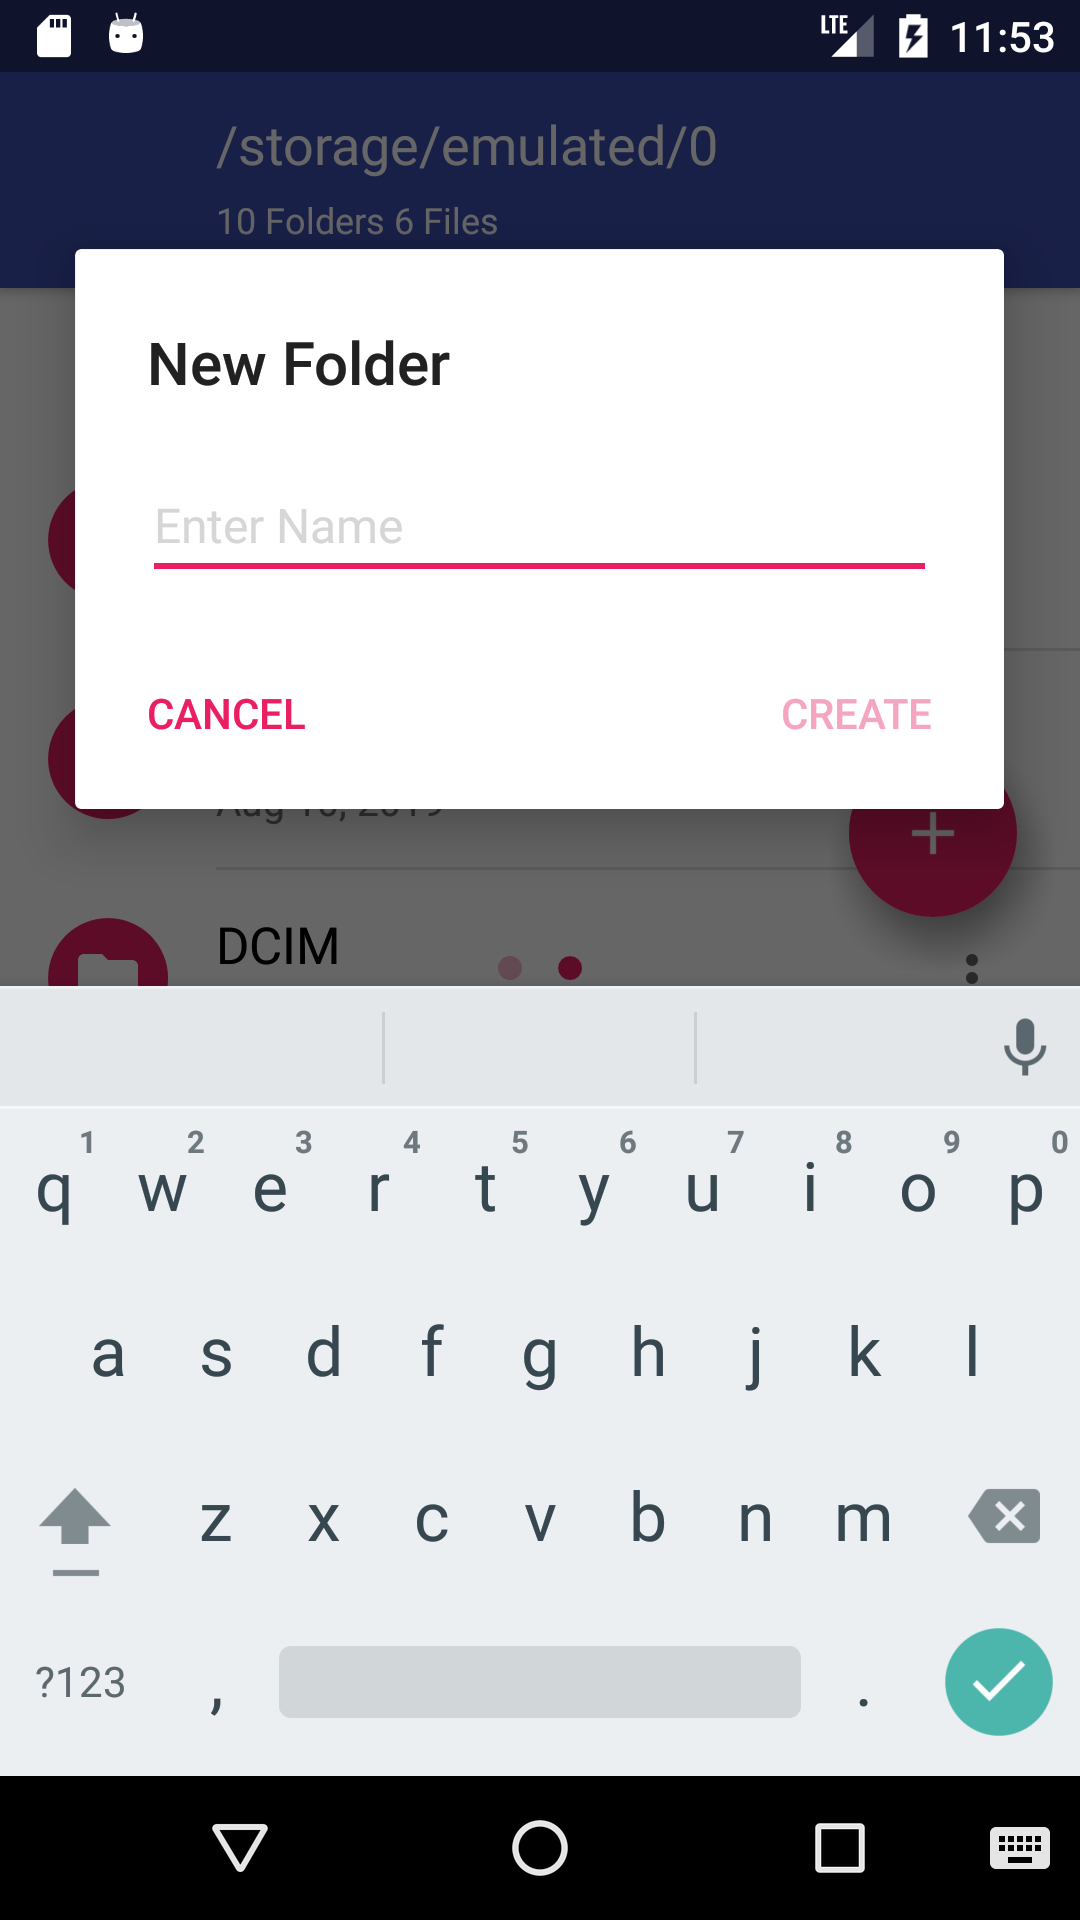 LTE 11:53
/storage/emulated/0
10 Folders 6 Files
New Folder
Enter Name
CANCEL CREATE
DCIM
1 2 3 4 5 6 7 8 9 0
q w e r t y u i o p
a s d f g h j k l
z x c v b n m
?123 , .